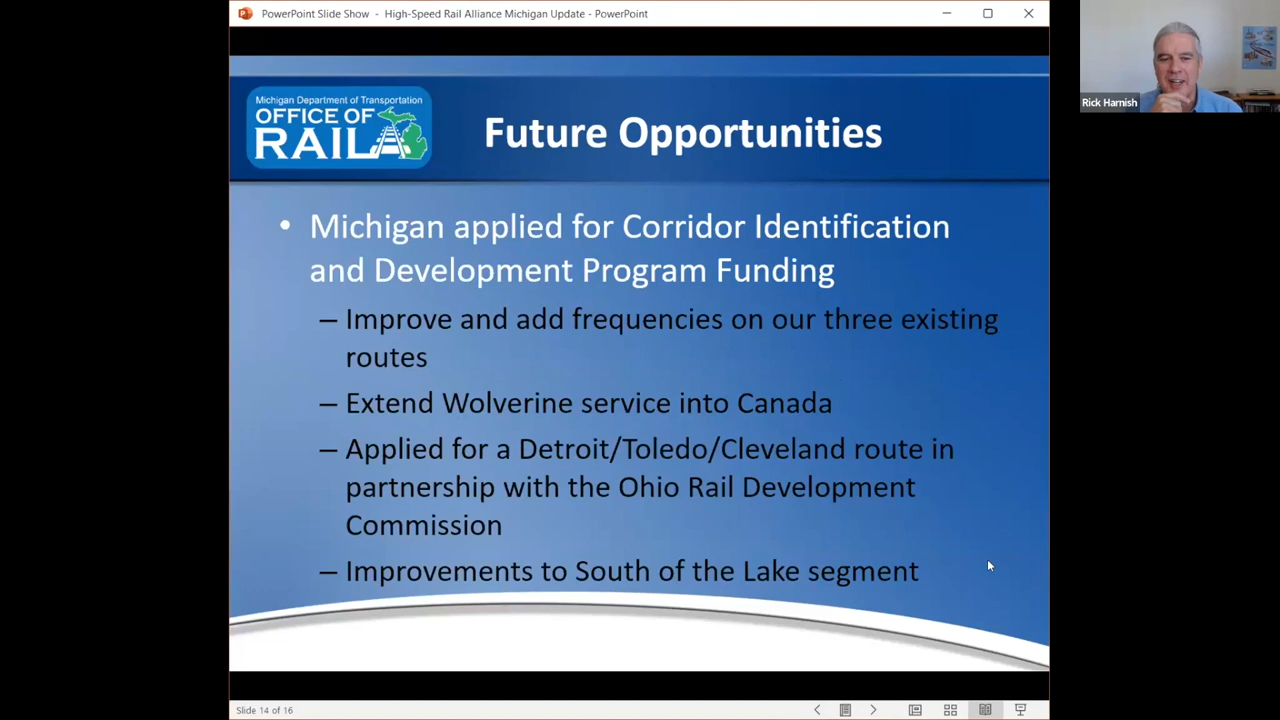 PowerPoint Slide Show - High-Speed Rail Alliance Michigan Update - PowerPoint
Michigan Department of Transportation
OFFICE OF
RAIL
Future Opportunities
Rick Harnish
• Michigan applied for Corridor Identification
and Development Program Funding
– Improve and add frequencies on our three existing
routes
– Extend Wolverine service into Canada
– Applied for a Detroit/Toledo/Cleveland route in
partnership with the Ohio Rail Development
Commission
– Improvements to South of the Lake segment
Slide 14 of 16